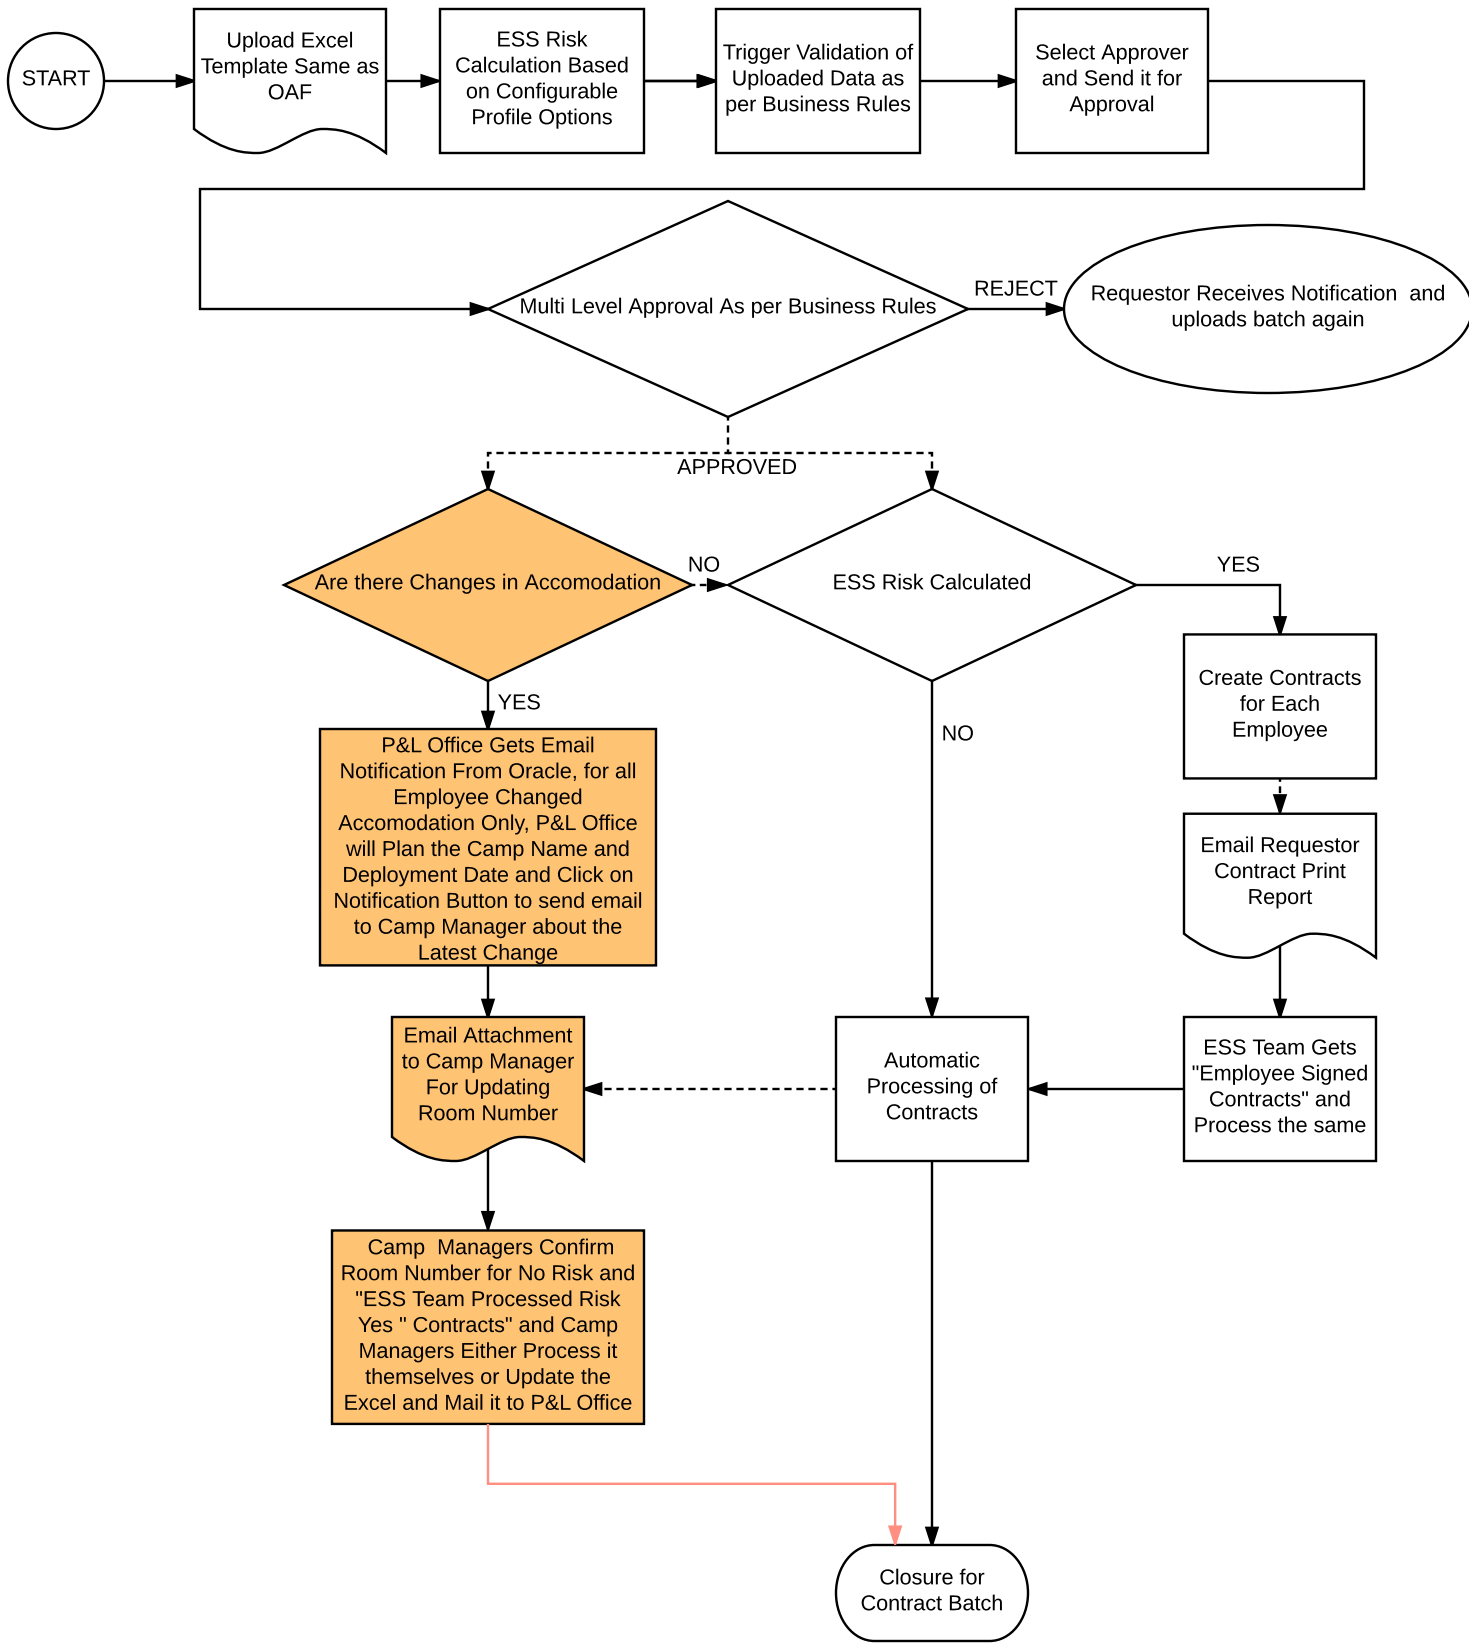 START
Upload Excel
Template Same as
OAF
ESS Risk
Calculation Based
on Configurable
Profile Options
Trigger Validation of
Uploaded Data as
per Business Rules
Select Approver
and Send it for
Approval
Multi Level Approval As per Business Rules
REJECT
Requestor Receives Notification  and
uploads batch again
APPROVED
Are there Changes in Accomodation
NO
ESS Risk Calculated
YES
YES
NO
Create Contracts
for Each
Employee
P&L Office Gets Email
Notification From Oracle, for all
Employee Changed
Accomodation Only, P&L Office
will Plan the Camp Name and
Deployment Date and Click on
Notification Button to send email
to Camp Manager about the
Latest Change
Email Requestor
Contract Print
Report
Email Attachment
to Camp Manager
For Updating
Room Number
Automatic
Processing of
Contracts
ESS Team Gets
"Employee Signed
Contracts" and
Process the same
Camp  Managers Confirm
Room Number for No Risk and
"ESS Team Processed Risk
Yes " Contracts" and Camp
Managers Either Process it
themselves or Update the
Excel and Mail it to P&L Office
Closure for
Contract Batch